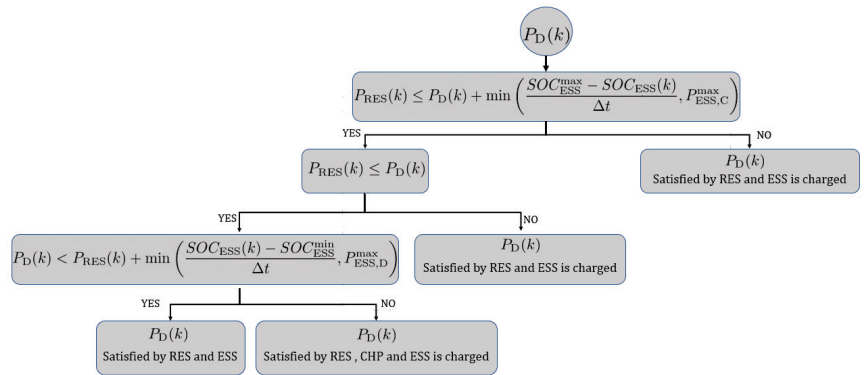 P_D(k)
P_RES(k) ≤ P_D(k) + min( (SOC_ESS^max − SOC_ESS(k)) / Δt , P_ESS,C^max )
YES
NO
P_RES(k) ≤ P_D(k)
P_D(k)
Satisfied by RES and ESS is charged
YES
NO
P_D(k) < P_RES(k) + min( (SOC_ESS(k) − SOC_ESS^min) / Δt , P_ESS,D^max )
P_D(k)
Satisfied by RES and ESS is charged
YES
NO
P_D(k)
Satisfied by RES and ESS
P_D(k)
Satisfied by RES , CHP and ESS is charged